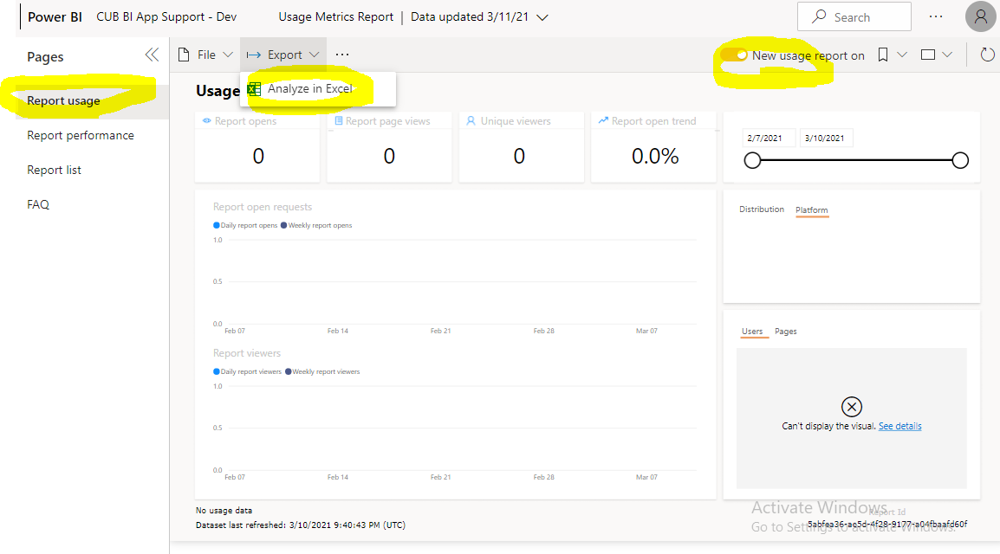 Power BI CUB BI App Support - Dev Usage Metrics Report | Data updated 3/11/21 Search
Pages
File Export New usage report on
Analyze in Excel
Report usage
Report performance
Report list
FAQ
Usage
Report opens
0
Report page views
0
Unique viewers
0
Report open trend
0.0%
2/7/2021 3/10/2021
Report open requests
Daily report opens Weekly report opens
1.0
0.5
0.0
Feb 07 Feb 14 Feb 21 Feb 28 Mar 07
Report viewers
Daily report viewers Weekly report viewers
1.0
0.5
0.0
Feb 07 Feb 14 Feb 21 Feb 28 Mar 07
Distribution Platform
Users Pages
Can't display the visual. See details
No usage data
Dataset last refreshed: 3/10/2021 9:40:43 PM (UTC)
Activate Windows
Report Id
Go to Settings to activate Windows.
5abfea36-ae5d-4f28-9177-a04fbaafd60f